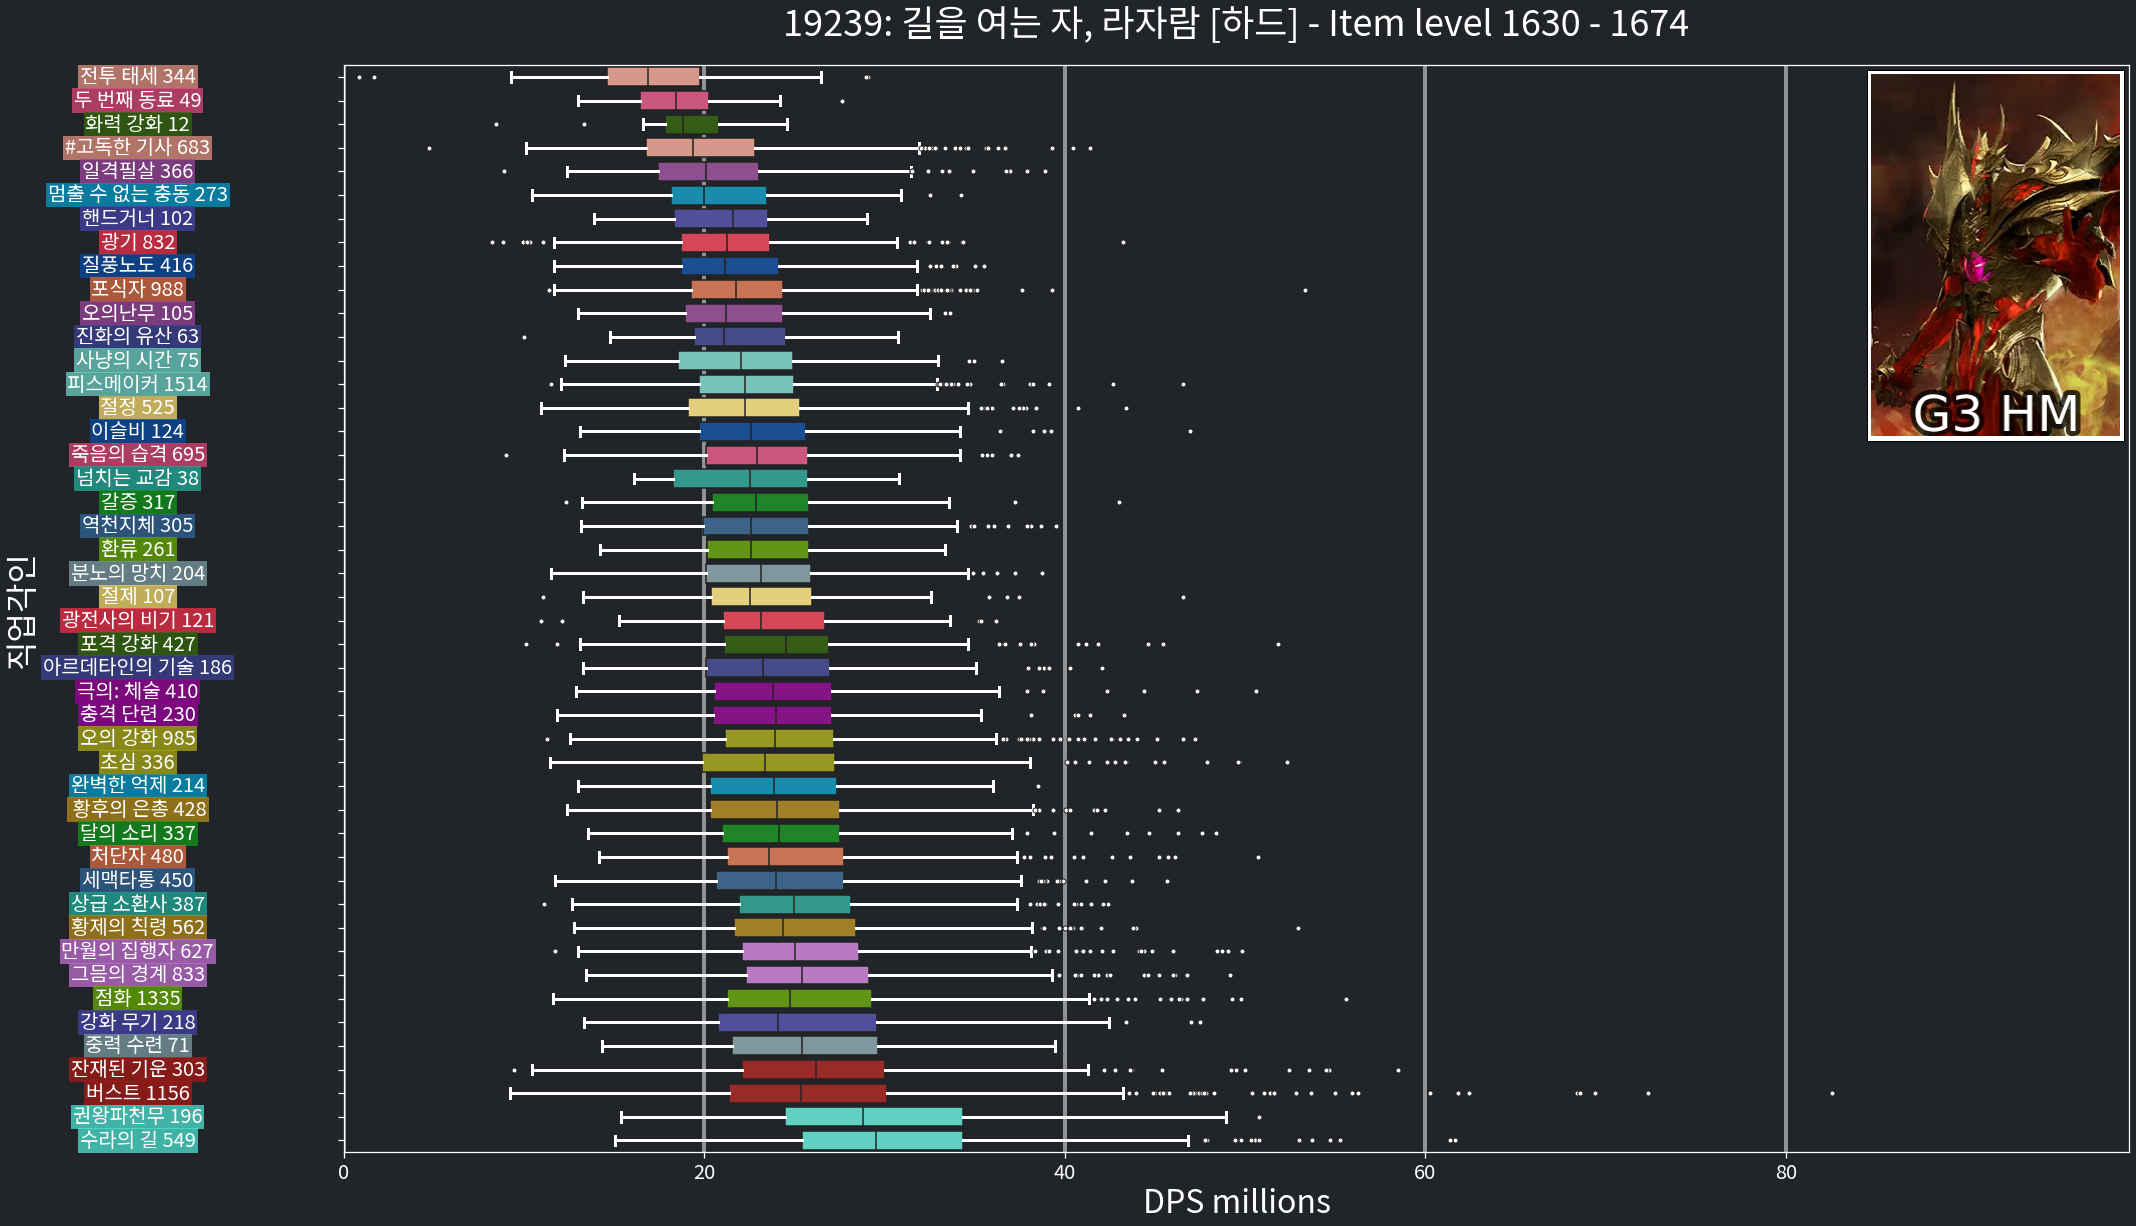 19239: 길을 여는 자, 라자람 [하드] - Item level 1630 - 1674
전투 태세 344
두 번째 동료 49
화력 강화 12
#고독한 기사 683
일격필살 366
멈출 수 없는 충동 273
핸드거너 102
광기 832
질풍노도 416
포식자 988
오의난무 105
진화의 유산 63
사냥의 시간 75
피스메이커 1514
절정 525
이슬비 124
죽음의 습격 695
넘치는 교감 38
갈증 317
역천지체 305
환류 261
분노의 망치 204
절제 107
광전사의 비기 121
포격 강화 427
아르데타인의 기술 186
극의: 체술 410
충격 단련 230
오의 강화 985
초심 336
완벽한 억제 214
황후의 은총 428
달의 소리 337
처단자 480
세맥타통 450
상급 소환사 387
황제의 칙령 562
만월의 집행자 627
그믐의 경계 833
점화 1335
강화 무기 218
중력 수련 71
잔재된 기운 303
버스트 1156
권왕파천무 196
수라의 길 549
직업각인
G3 HM
0 20 40 60 80
DPS millions